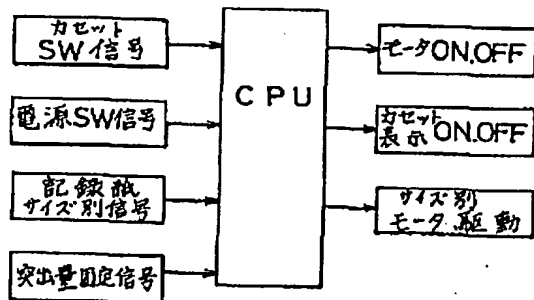 カセット
SW信号
電源SW信号
記録紙
サイズ別信号
突出量固定信号
CPU
モータON.OFF
カセット
表示ON.OFF
サイズ別
モータ駆動